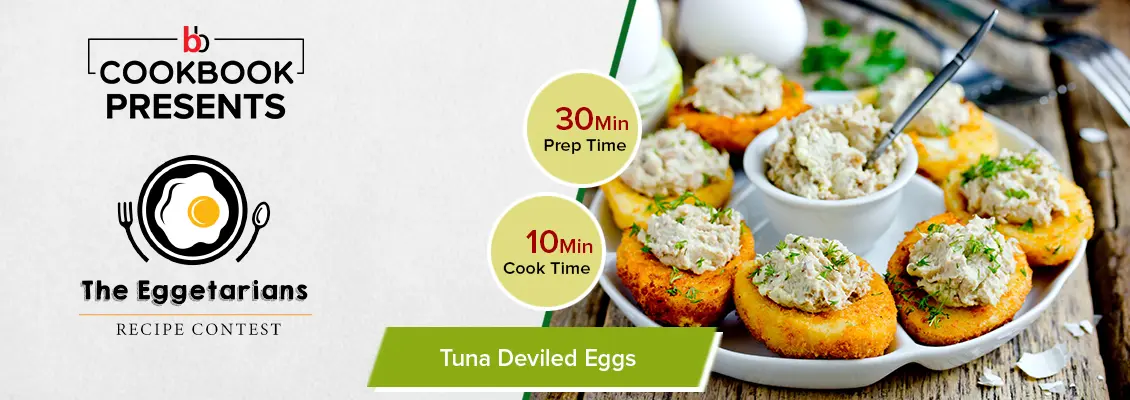 bb
COOKBOOK
PRESENTS
The Eggetarians
RECIPE CONTEST
30Min
Prep Time
10Min
Cook Time
Tuna Deviled Eggs